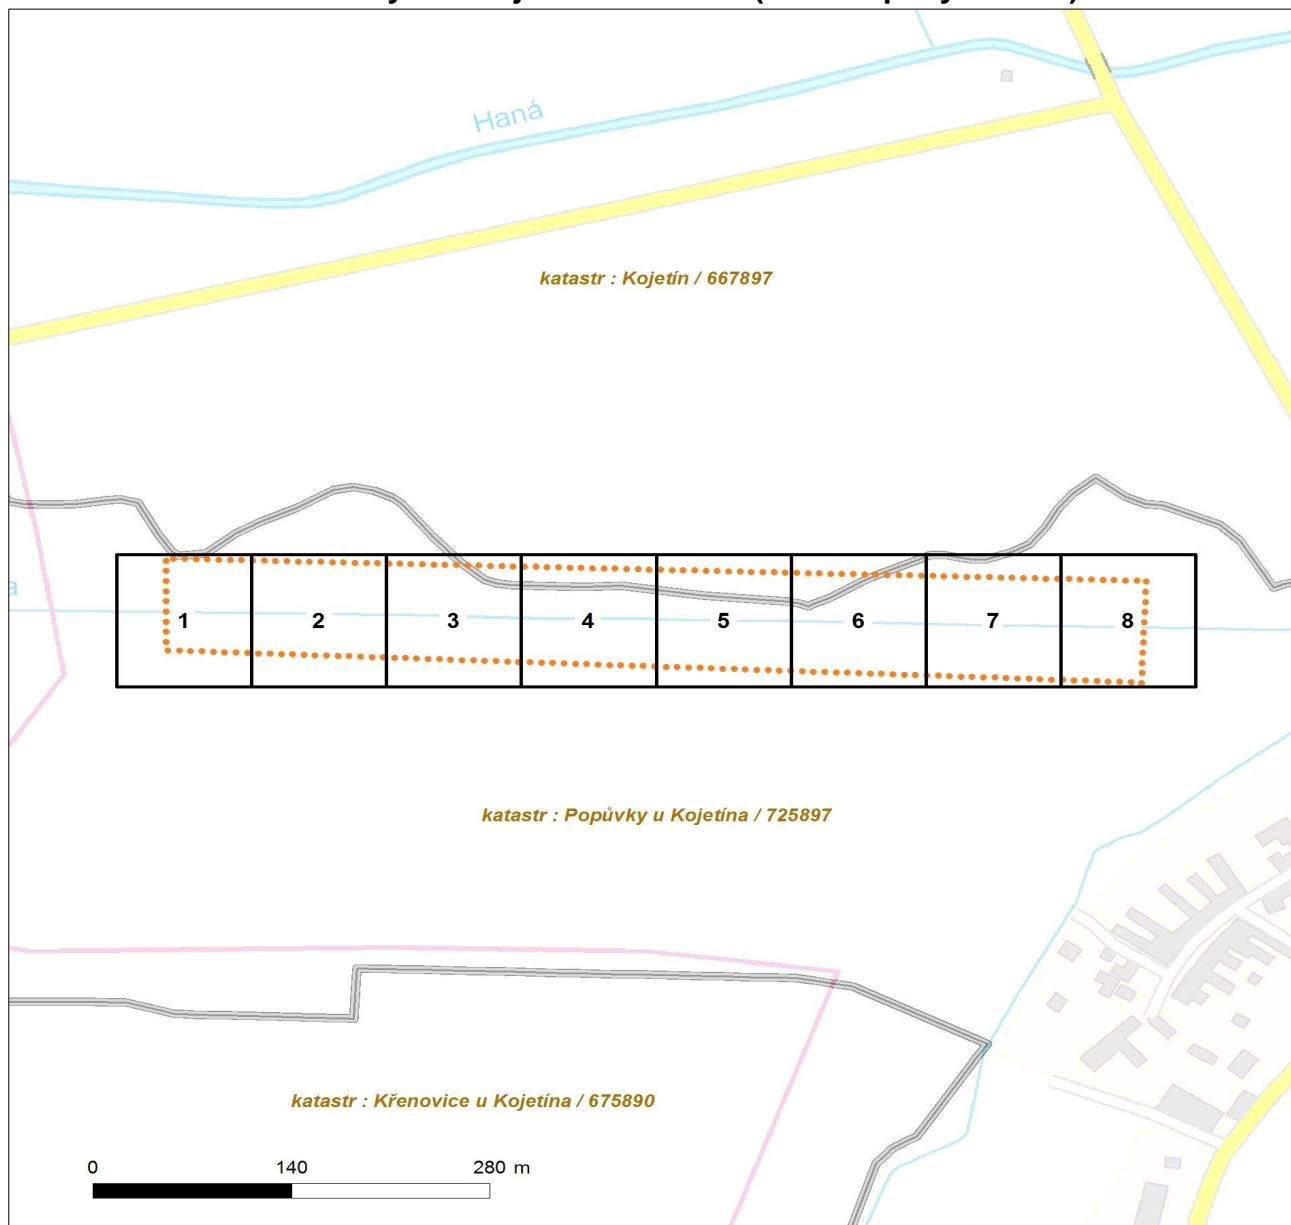 Haná
katastr : Kojetín / 667897
1 2 3 4 5 6 7 8
katastr : Popůvky u Kojetína / 725897
katastr : Křenovice u Kojetína / 675890
0 140 280 m